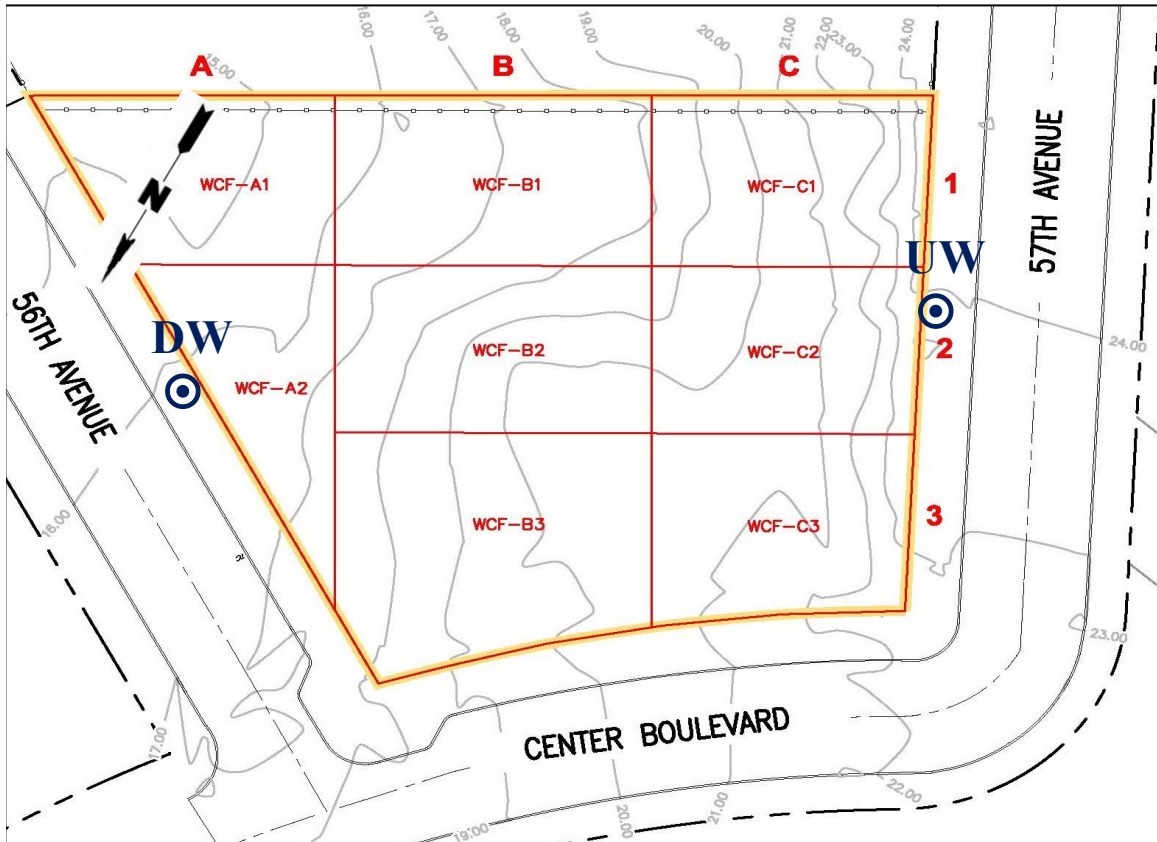 16.00
17.00
18.00
19.00
20.00
21.00
22.00
23.00
24.00
A
15.00
B
C
N
WCF-A1
WCF-B1
WCF-C1
1
57TH AVENUE
UW
56TH AVENUE
DW
WCF-B2
WCF-C2
2
24.00
WCF-A2
WCF-B3
WCF-C3
3
16.00
23.00
17.00
CENTER BOULEVARD
22.00
21.00
20.00
19.00